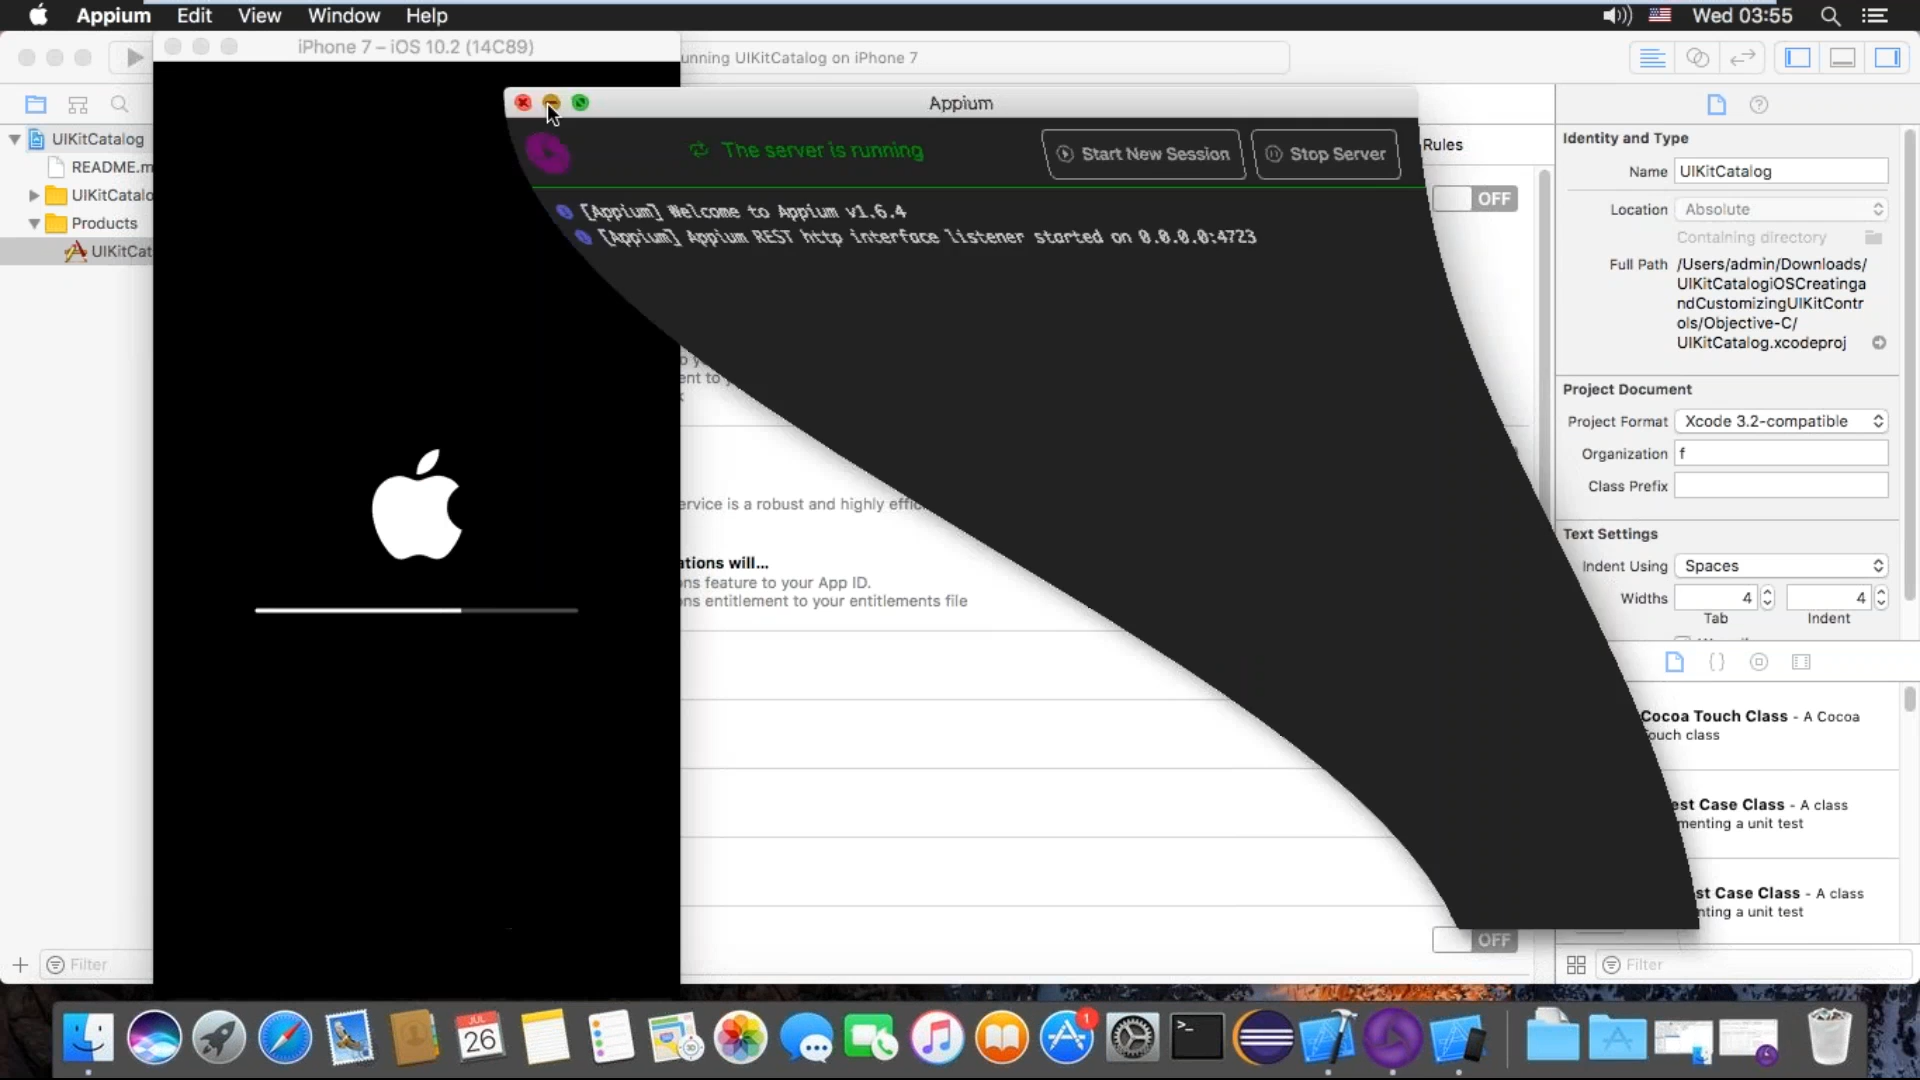 Appium Edit View Window Help
Wed 03:55
iPhone 7 – iOS 10.2 (14C89)
unning UIKitCatalog on iPhone 7
UIKitCatalog
README.m
UIKitCatalo
Products
UIKitCat
Filter
Appium
The server is running
Start New Session
Stop Server
[Appium] Welcome to Appium v1.6.4
[Appium] Appium REST http interface listener started on 0.0.0.0:4723
Rules
OFF
ent to
ervice is a robust and highly effic
ations will...
ons feature to your App ID.
ons entitlement to your entitlements file
OFF
Identity and Type
Name UIKitCatalog
Location Absolute
Containing directory
Full Path /Users/admin/Downloads/
UIKitCatalogiOSCreatinga
ndCustomizingUIKitContr
ols/Objective-C/
UIKitCatalog.xcodeproj
Project Document
Project Format Xcode 3.2-compatible
Organization f
Class Prefix
Text Settings
Indent Using Spaces
Widths 4 4
Tab Indent
Cocoa Touch Class - A Cocoa
ouch class
est Case Class - A class
menting a unit test
st Case Class - A class
nting a unit test
Filter
JUL
26
1